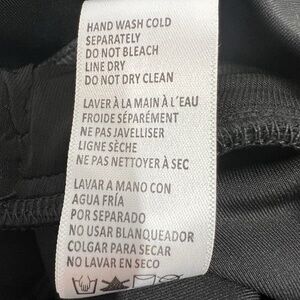 HAND WASH COLD
SEPARATELY
DO NOT BLEACH
LINE DRY
DO NOT DRY CLEAN
LAVER À LA MAIN À L'EAU
FROIDE SÉPARÉMENT
NE PAS JAVELLISER
LIGNE SÈCHE
NE PAS NETTOYER À SEC
LAVAR A MANO CON
AGUA FRÍA
POR SEPARADO
NO USAR BLANQUEADOR
COLGAR PARA SECAR
NO LAVAR EN SECO